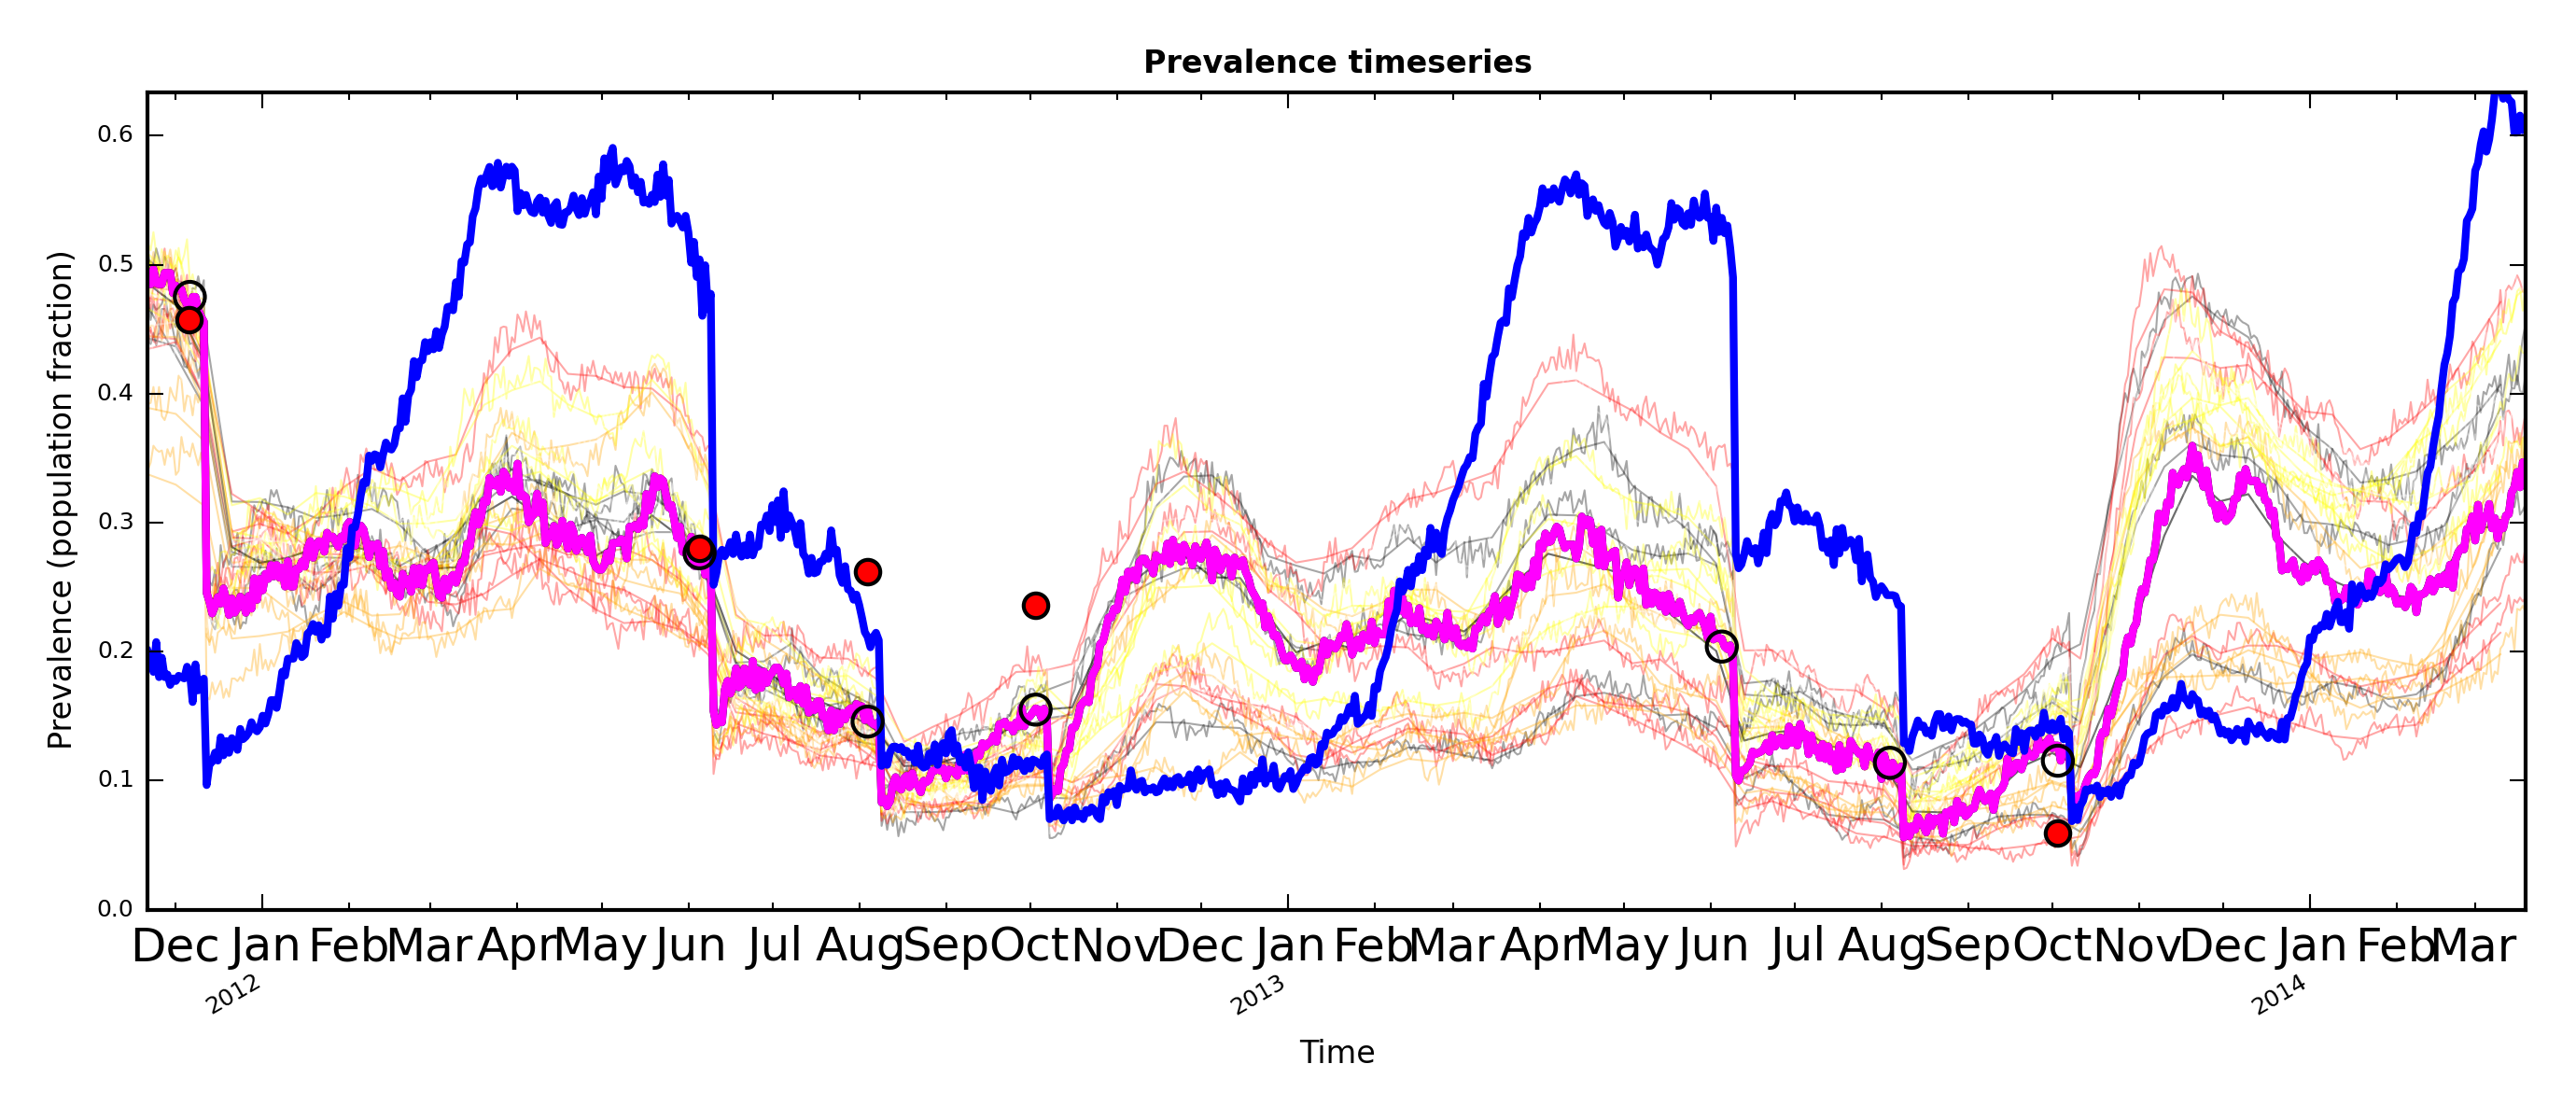 Prevalence timeseries
Prevalence (population fraction)
0.6
0.5
0.4
0.3
0.2
0.1
0.0
Dec Jan Feb Mar Apr May Jun Jul Aug Sep Oct Nov Dec Jan Feb Mar Apr May Jun Jul Aug Sep Oct Nov Dec Jan Feb Mar
2012 2013 2014
Time